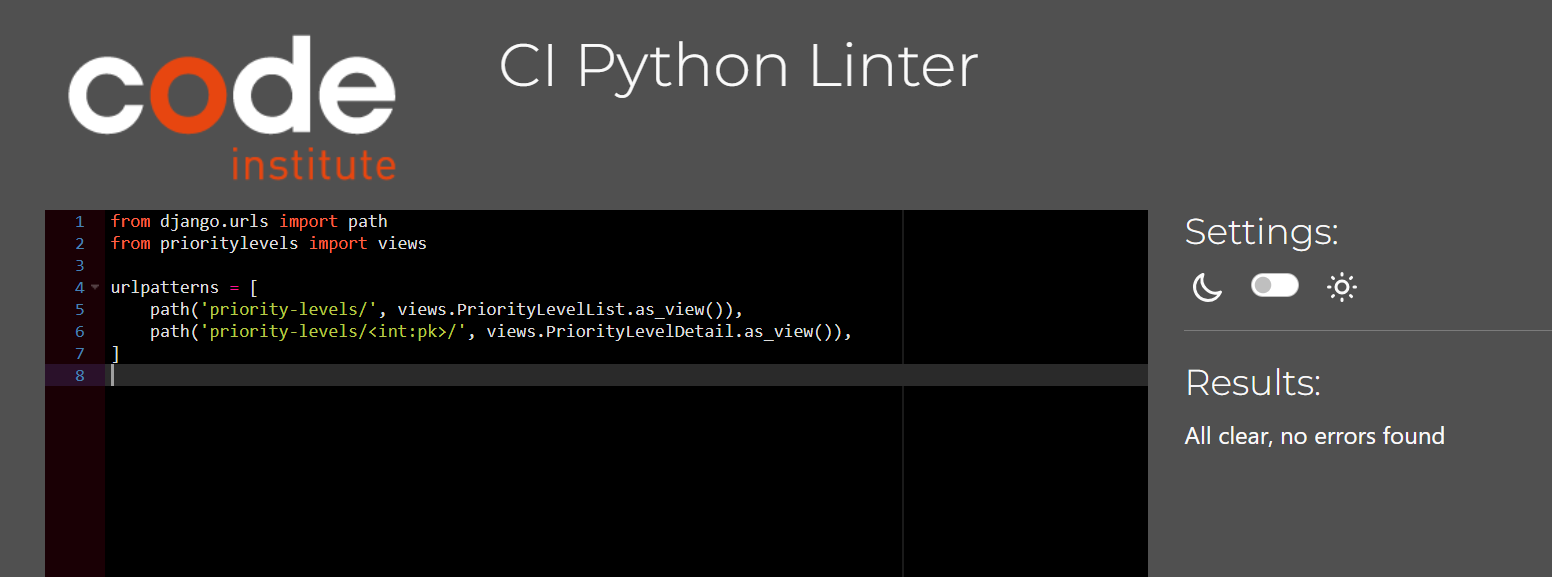 code
institute
CI Python Linter
1 from django.urls import path
2 from prioritylevels import views
3
4 urlpatterns = [
5     path('priority-levels/', views.PriorityLevelList.as_view()),
6     path('priority-levels/<int:pk>/', views.PriorityLevelDetail.as_view()),
7 ]
8
Settings:
Results:
All clear, no errors found